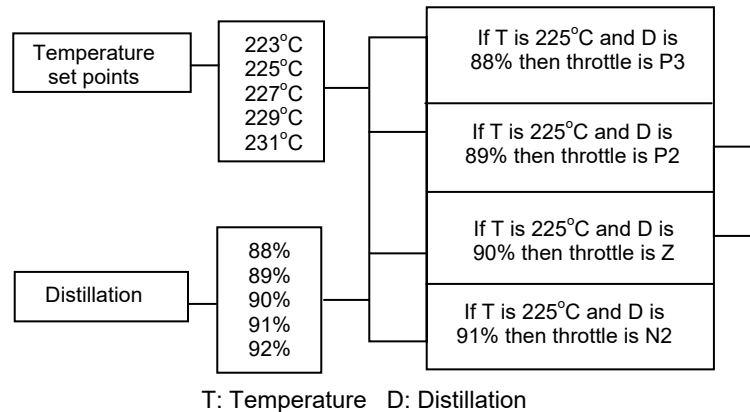 Temperature
set points
223°C
225°C
227°C
229°C
231°C
If T is 225°C and D is
88% then throttle is P3
If T is 225°C and D is
89% then throttle is P2
If T is 225°C and D is
90% then throttle is Z
If T is 225°C and D is
91% then throttle is N2
Distillation
88%
89%
90%
91%
92%
T: Temperature D: Distillation